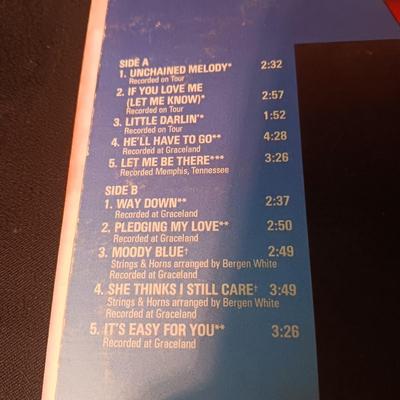 SIDE A
1. UNCHAINED MELODY* 2:32
Recorded on Tour
2. IF YOU LOVE ME
(LET ME KNOW)* 2:57
Recorded on Tour
3. LITTLE DARLIN'* 1:52
Recorded on Tour
4. HE'LL HAVE TO GO** 4:28
Recorded at Graceland
5. LET ME BE THERE*** 3:26
Recorded Memphis, Tennessee
SIDE B
1. WAY DOWN** 2:37
Recorded at Graceland
2. PLEDGING MY LOVE** 2:50
Recorded at Graceland
3. MOODY BLUE† 2:49
Strings & Horns arranged by Bergen White
Recorded at Graceland
4. SHE THINKS I STILL CARE† 3:49
Strings & Horns arranged by Bergen White
Recorded at Graceland
5. IT'S EASY FOR YOU** 3:26
Recorded at Graceland